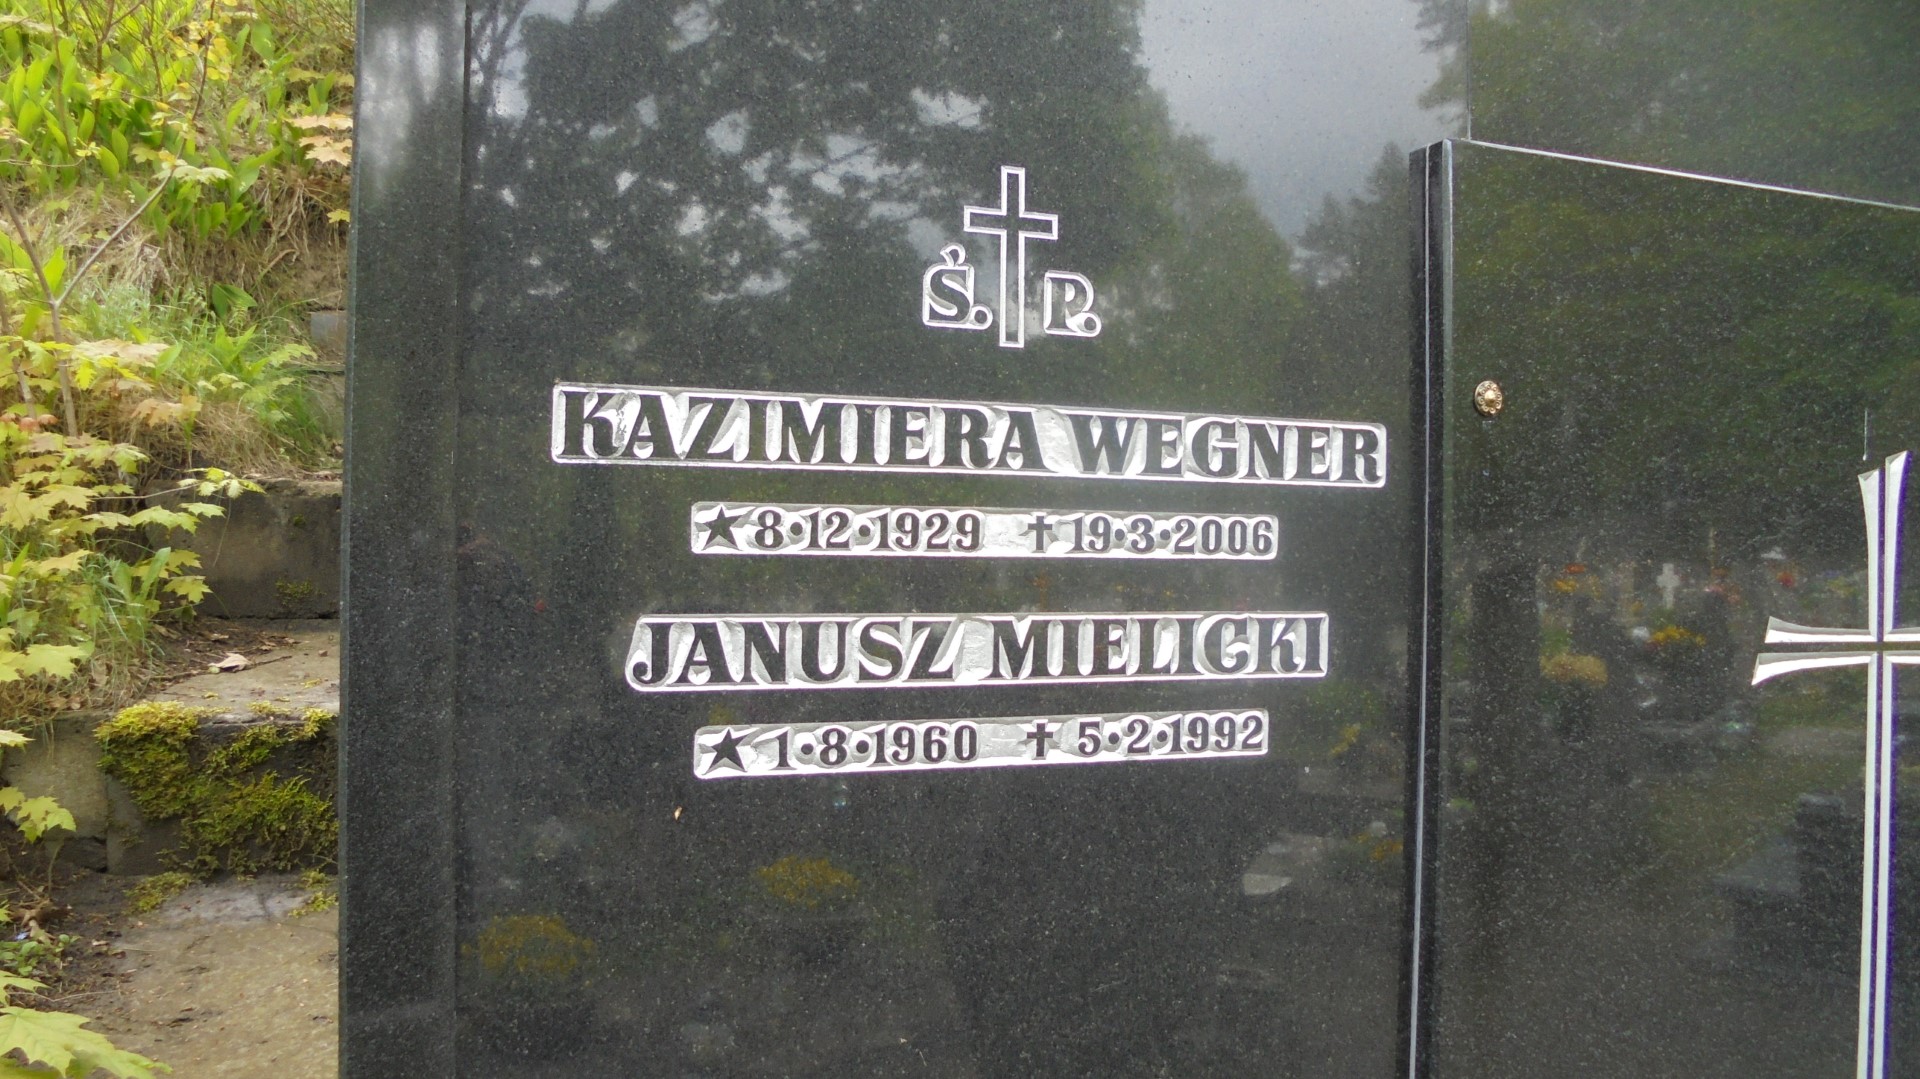 Ś. P.
KAZIMIERA WEGNER
★ 8·12·1929 ✝ 19·3·2006
JANUSZ MIELICKI
★ 1·8·1960 ✝ 5·2·1992